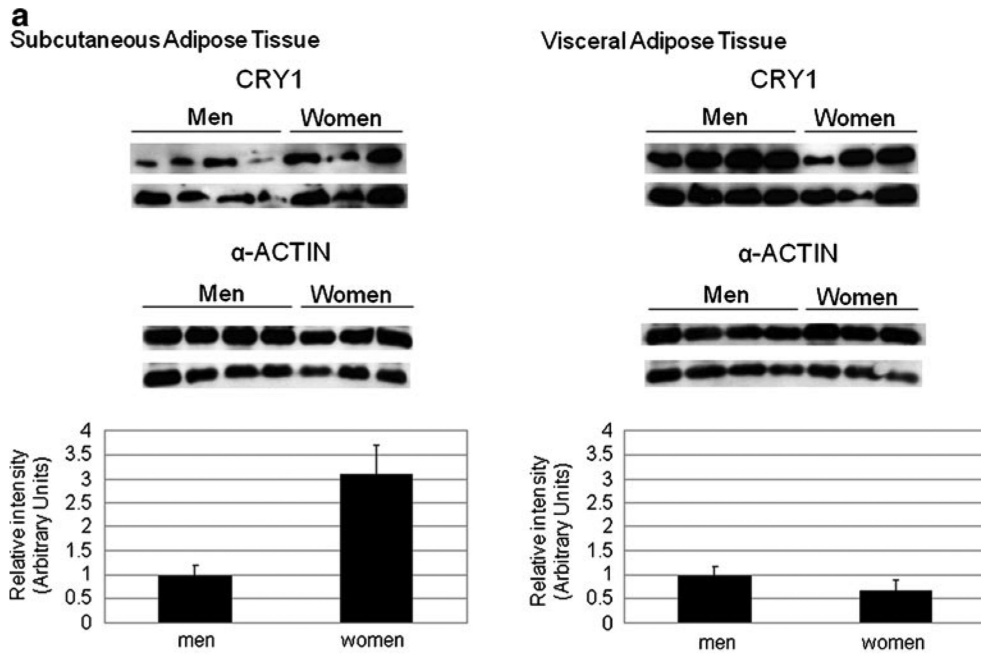 a
Subcutaneous Adipose Tissue
CRY1
Men Women
α-ACTIN
Men Women
Relative intensity
(Arbitrary Units)
4
3.5
3
2.5
2
1.5
1
0.5
0
men women
Visceral Adipose Tissue
CRY1
Men Women
α-ACTIN
Men Women
Relative intensity
(Arbitrary Units)
4
3.5
3
2.5
2
1.5
1
0.5
0
men women